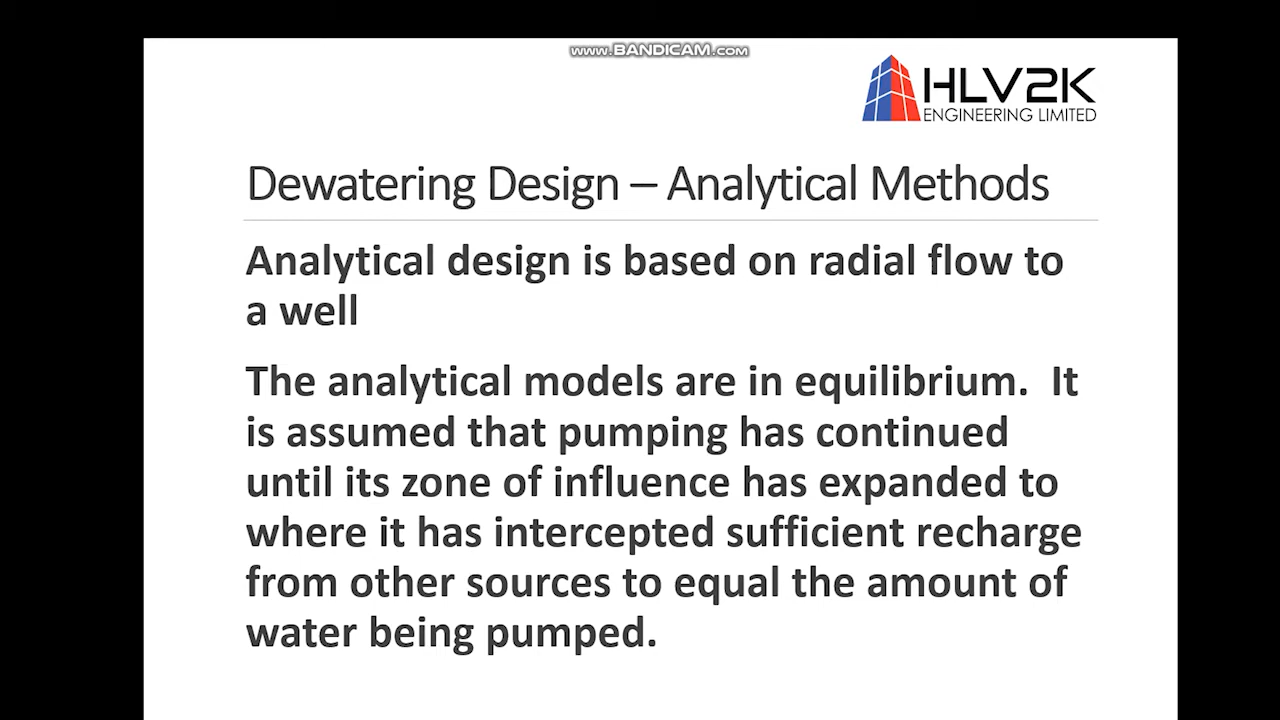 www.BANDICAM.com
HLV2K
ENGINEERING LIMITED
Dewatering Design – Analytical Methods
Analytical design is based on radial flow to
a well
The analytical models are in equilibrium.  It
is assumed that pumping has continued
until its zone of influence has expanded to
where it has intercepted sufficient recharge
from other sources to equal the amount of
water being pumped.